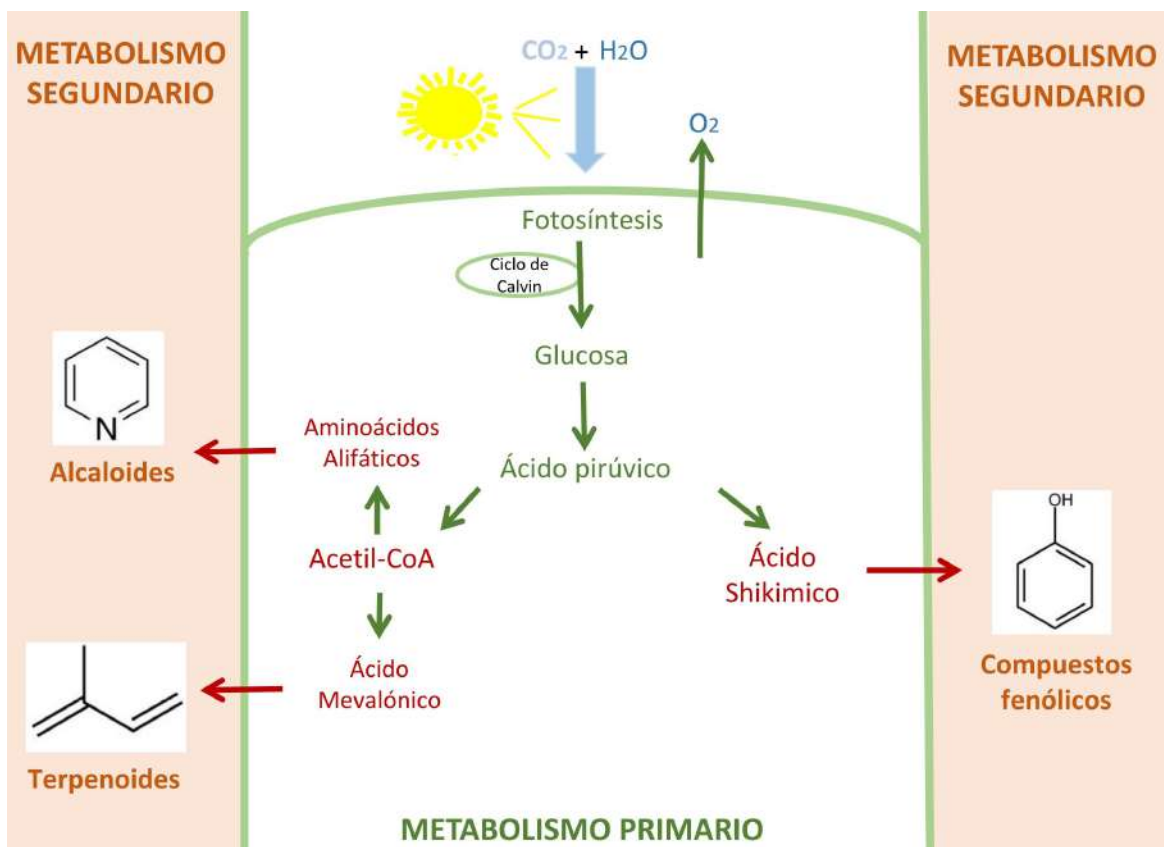 METABOLISMO
SEGUNDARIO
CO2 + H2O
METABOLISMO
SEGUNDARIO
O2
Fotosíntesis
Ciclo de
Calvin
Glucosa
N
Alcaloides
Aminoácidos
Alifáticos
Ácido pirúvico
Acetil-CoA
Ácido
Shikimico
OH
Compuestos
fenólicos
Ácido
Mevalónico
Terpenoides
METABOLISMO PRIMARIO